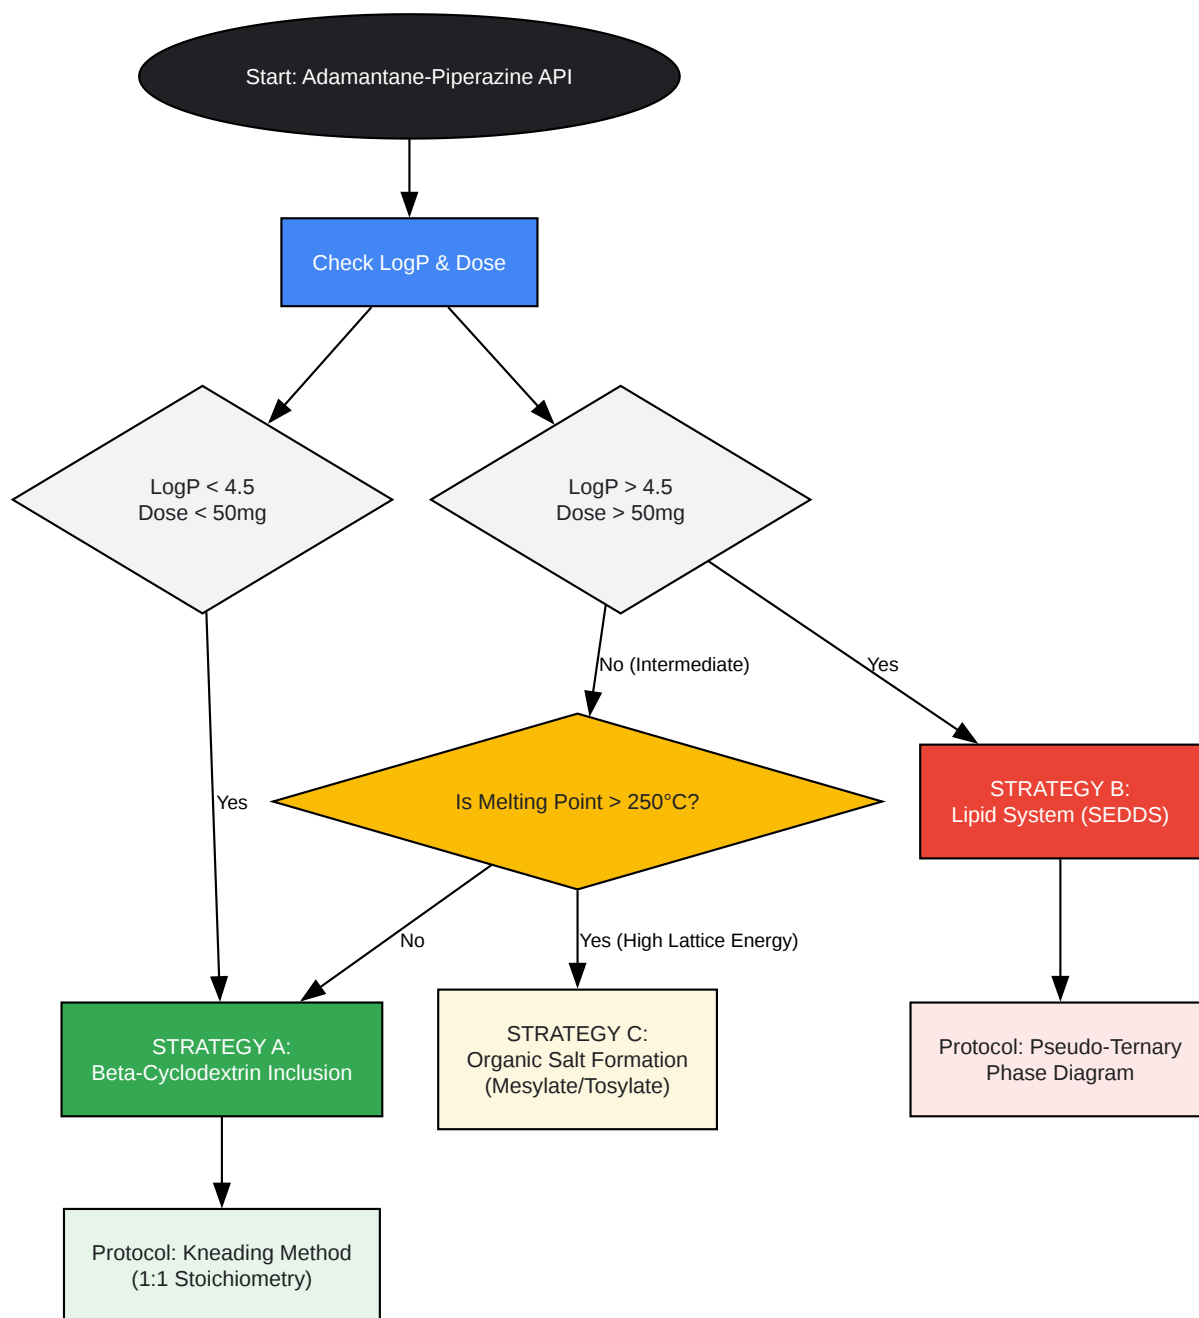 Start: Adamantane-Piperazine API
Check LogP & Dose
LogP < 4.5
Dose < 50mg
LogP > 4.5
Dose > 50mg
No (Intermediate)
Yes
Yes
Is Melting Point > 250°C?
STRATEGY B:
Lipid System (SEDDS)
No
Yes (High Lattice Energy)
STRATEGY A:
Beta-Cyclodextrin Inclusion
STRATEGY C:
Organic Salt Formation
(Mesylate/Tosylate)
Protocol: Pseudo-Ternary
Phase Diagram
Protocol: Kneading Method
(1:1 Stoichiometry)